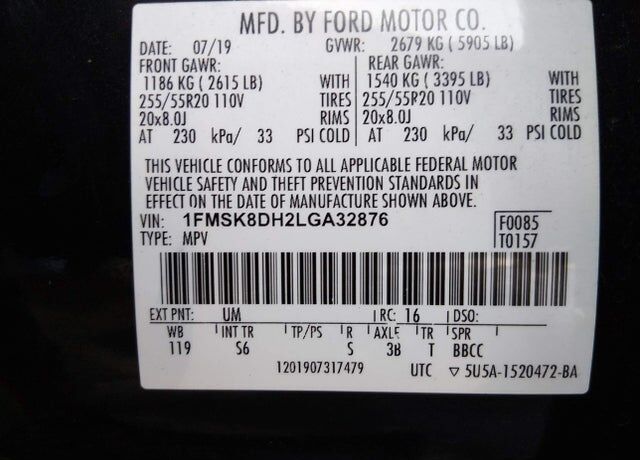 MFD. BY FORD MOTOR CO.
DATE: 07/19 GVWR: 2679 KG ( 5905 LB)
FRONT GAWR: REAR GAWR:
1186 KG ( 2615 LB) WITH 1540 KG ( 3395 LB) WITH
255/55R20 110V TIRES 255/55R20 110V TIRES
20x8.0J RIMS 20x8.0J RIMS
AT 230 kPa/ 33 PSI COLD AT 230 kPa/ 33 PSI COLD
THIS VEHICLE CONFORMS TO ALL APPLICABLE FEDERAL MOTOR
VEHICLE SAFETY AND THEFT PREVENTION STANDARDS IN
EFFECT ON THE DATE OF MANUFACTURE SHOWN ABOVE.
VIN: 1FMSK8DH2LGA32876 F0085
TYPE: MPV T0157
EXT PNT: UM RC: 16 DSO:
WB INT TR TP/PS R AXLE TR SPR
119 S6 S 3B T BBCC
1201907317479 UTC ▽ 5U5A-1520472-BA